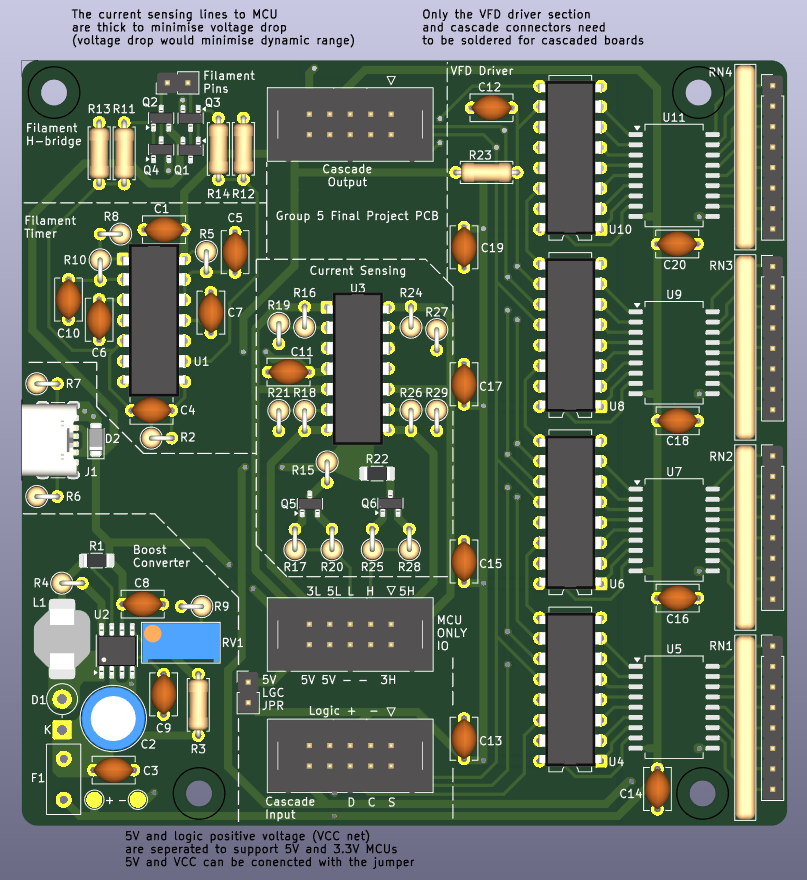 The current sensing lines to MCU
are thick to minimise voltage drop
(voltage drop would minimise dynamic range)
Only the VFD driver section
and cascade connectors need
to be soldered for cascaded boards
Filament
Pins
VFD Driver
RN4
C12
R13 R11
Q2
Q3
U11
Filament
H-bridge
Q4
Q1
R23
Cascade
Output
R14 R12
Filament
Timer
C1
R8
R5
C5
Group 5 Final Project PCB
U10
C19
C20
R10
Current Sensing
RN3
U3
U9
R19
R16
R24
R27
C10
C6
C7
U1
C11
R7
C17
R21 R18
R26 R29
U8
C4
C18
D2
R2
J1
R15
R22
RN2
U7
R6
Q5
Q6
R1
Boost
Converter
R17
R20
R25
R28
C15
R4
U6
C8
3L 5L L H ▽ 5H
L1
R9
C16
U2
MCU
ONLY
IO
RV1
RN1
U5
5V
LGC
JPR
5V 5V - - 3H
D1
K
Logic + - ▽
C9
C2
R3
C13
U4
C3
F1
+ -
C14
Cascade
Input
D C S
5V and logic positive voltage (VCC net)
are seperated to support 5V and 3.3V MCUs
5V and VCC can be conencted with the jumper